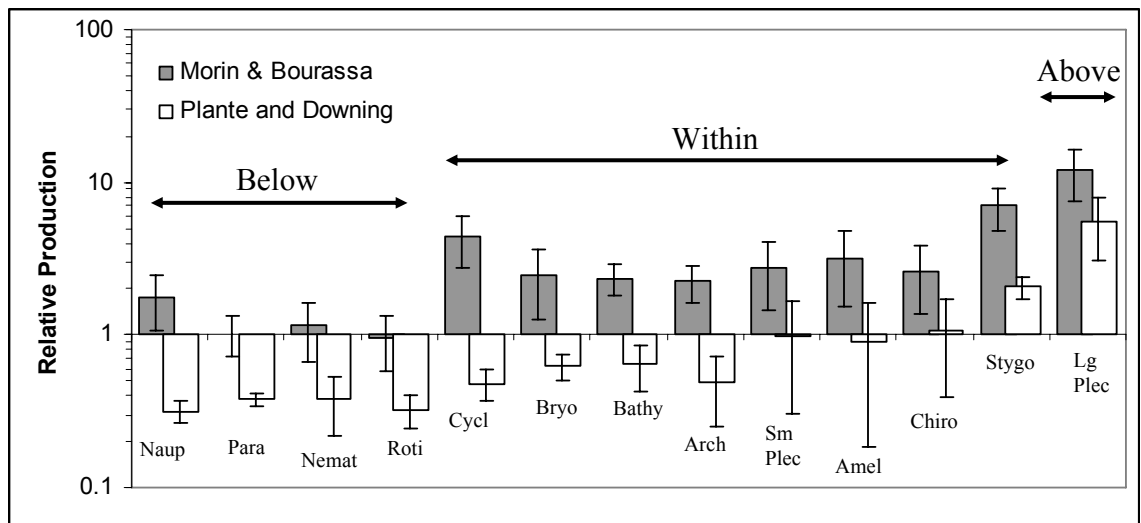 100
Morin & Bourassa
Plante and Downing
Above
Within
Below
10
Relative Production
1
0.1
Naup
Para
Nemat
Roti
Cycl
Bryo
Bathy
Arch
Sm
Plec
Amel
Chiro
Stygo
Lg
Plec